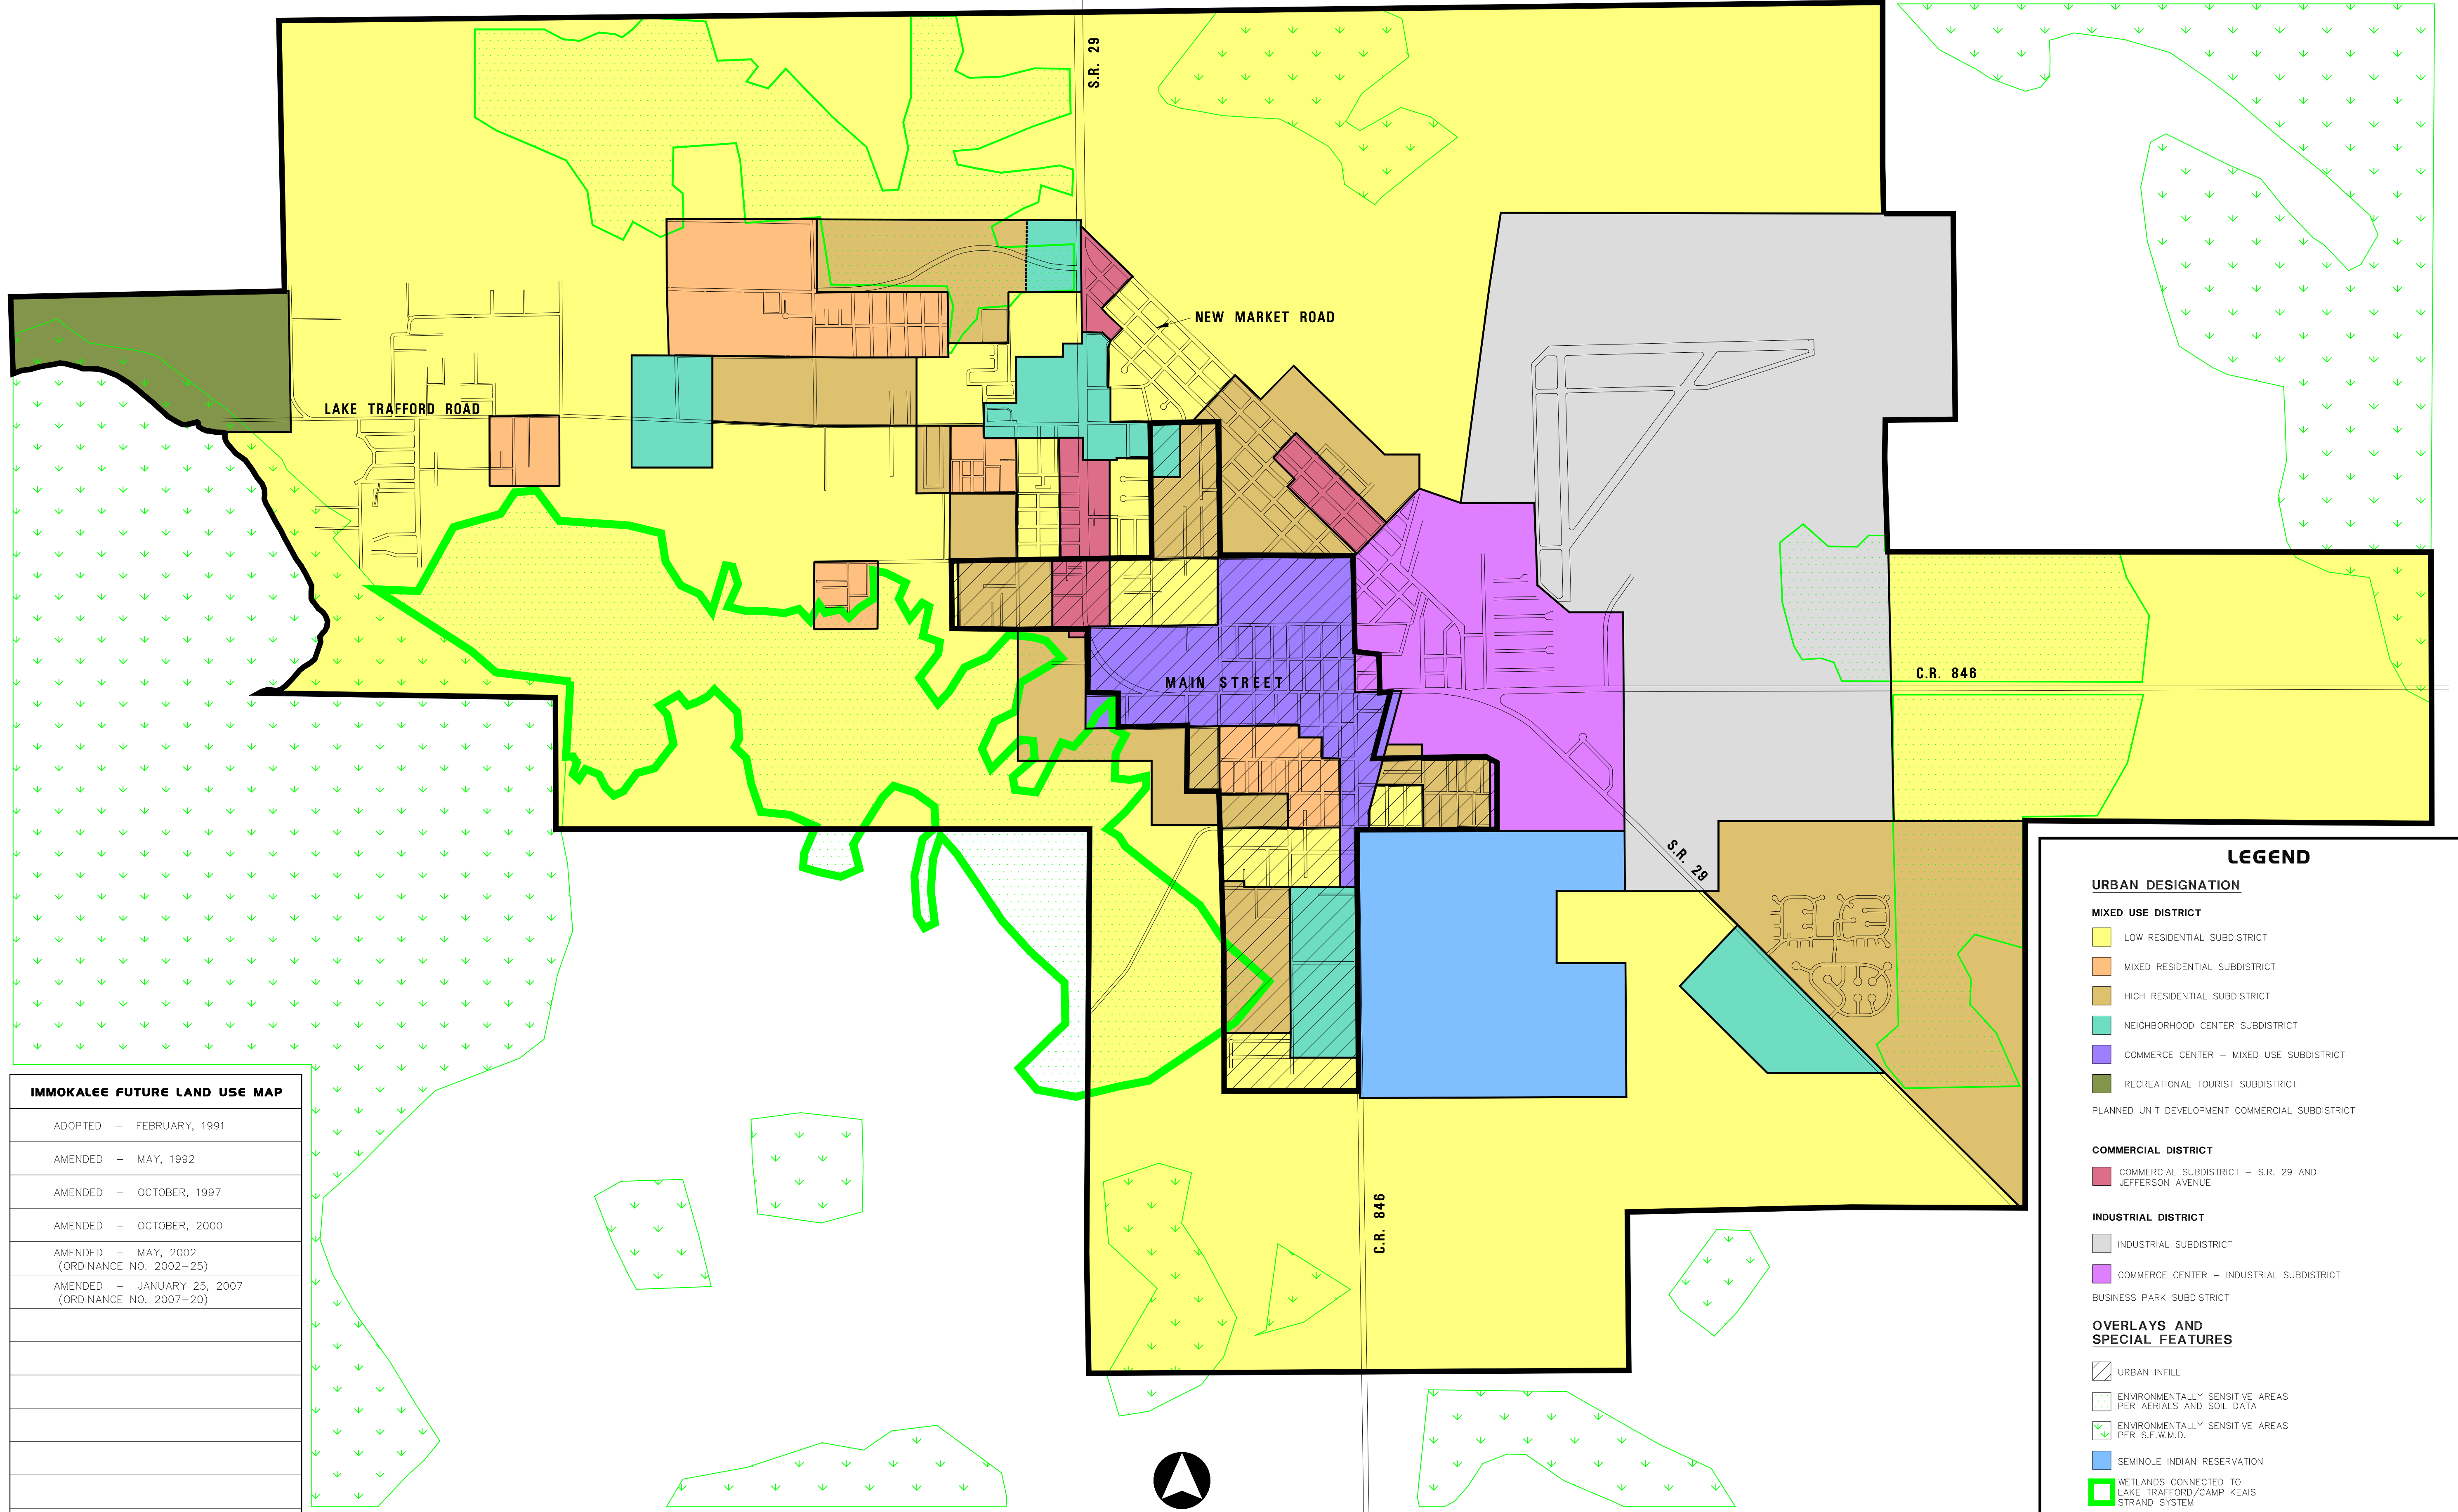 S.R. 29
NEW MARKET ROAD
LAKE TRAFFORD ROAD
MAIN STREET
C.R. 846
S.R. 29
C.R. 846
IMMOKALEE FUTURE LAND USE MAP
ADOPTED – FEBRUARY, 1991
AMENDED – MAY, 1992
AMENDED – OCTOBER, 1997
AMENDED – OCTOBER, 2000
AMENDED – MAY, 2002
(ORDINANCE NO. 2002–25)
AMENDED – JANUARY 25, 2007
(ORDINANCE NO. 2007–20)
LEGEND
URBAN DESIGNATION
MIXED USE DISTRICT
LOW RESIDENTIAL SUBDISTRICT
MIXED RESIDENTIAL SUBDISTRICT
HIGH RESIDENTIAL SUBDISTRICT
NEIGHBORHOOD CENTER SUBDISTRICT
COMMERCE CENTER – MIXED USE SUBDISTRICT
RECREATIONAL TOURIST SUBDISTRICT
PLANNED UNIT DEVELOPMENT COMMERCIAL SUBDISTRICT
COMMERCIAL DISTRICT
COMMERCIAL SUBDISTRICT – S.R. 29 AND
JEFFERSON AVENUE
INDUSTRIAL DISTRICT
INDUSTRIAL SUBDISTRICT
COMMERCE CENTER – INDUSTRIAL SUBDISTRICT
BUSINESS PARK SUBDISTRICT
OVERLAYS AND
SPECIAL FEATURES
URBAN INFILL
ENVIRONMENTALLY SENSITIVE AREAS
PER AERIALS AND SOIL DATA
ENVIRONMENTALLY SENSITIVE AREAS
PER S.F.W.M.D.
SEMINOLE INDIAN RESERVATION
WETLANDS CONNECTED TO
LAKE TRAFFORD/CAMP KEAIS
STRAND SYSTEM